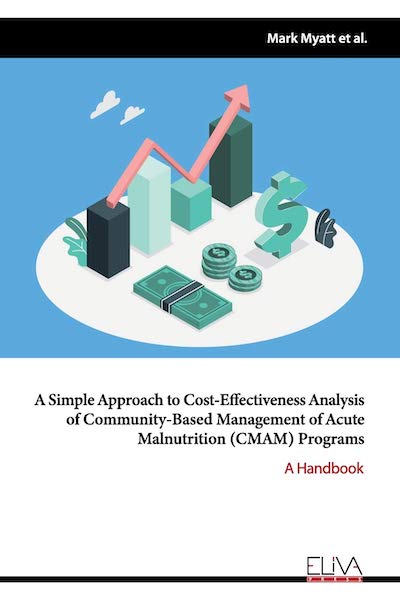 Mark Myatt et al.
$
$
$
A Simple Approach to Cost-Effectiveness Analysis
of Community-Based Management of Acute
Malnutrition (CMAM) Programs
A Handbook
ELIVA
PRESS